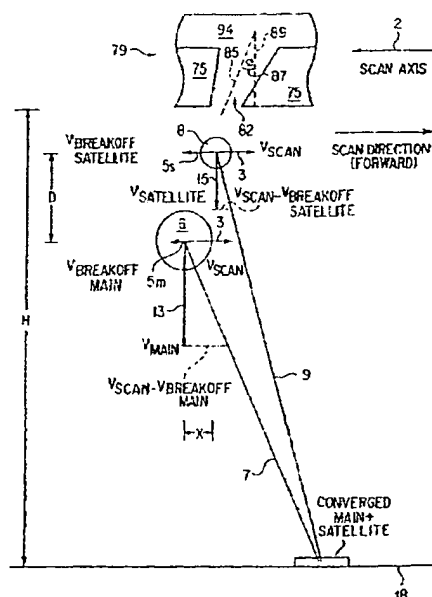 79
94
85
89
2
75
87
75
SCAN AXIS
62
8
VBREAKOFF
SATELLITE
5s
VSCAN
3
SCAN DIRECTION
(FORWARD)
15
D
VSATELLITE
VSCAN-VBREAKOFF
SATELLITE
6
3
VBREAKOFF
MAIN
5m
VSCAN
H
13
VMAIN
9
VSCAN-VBREAKOFF
MAIN
X
7
CONVERGED
MAIN+
SATELLITE
18